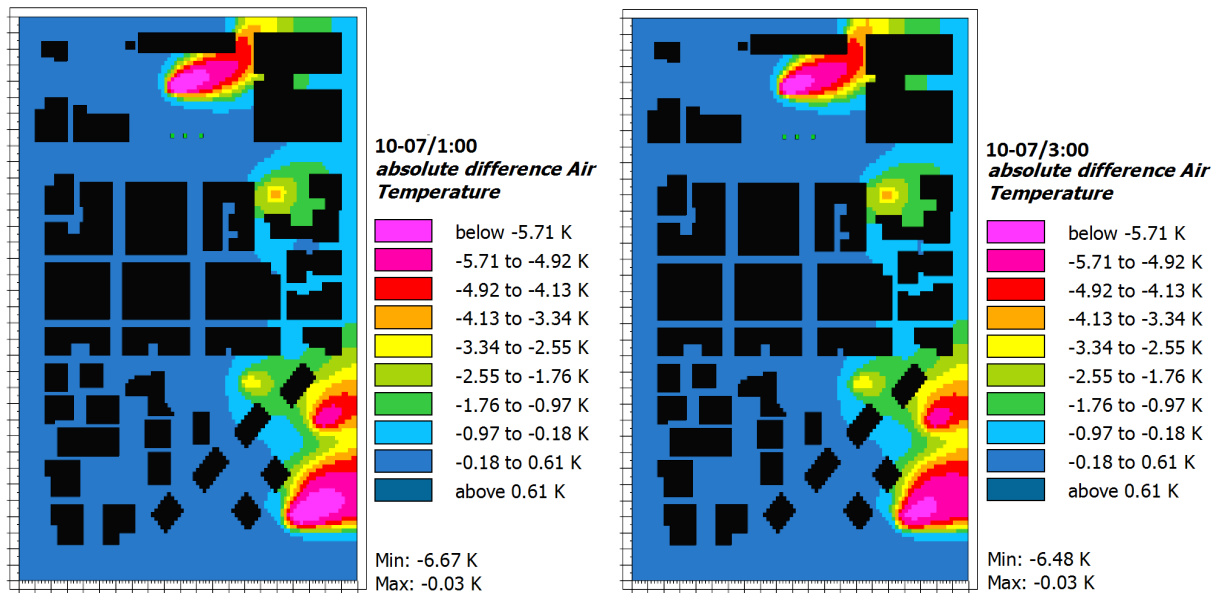 10-07/1:00
absolute difference Air
Temperature
below -5.71 K
-5.71 to -4.92 K
-4.92 to -4.13 K
-4.13 to -3.34 K
-3.34 to -2.55 K
-2.55 to -1.76 K
-1.76 to -0.97 K
-0.97 to -0.18 K
-0.18 to 0.61 K
above 0.61 K
Min: -6.67 K
Max: -0.03 K
10-07/3:00
absolute difference Air
Temperature
below -5.71 K
-5.71 to -4.92 K
-4.92 to -4.13 K
-4.13 to -3.34 K
-3.34 to -2.55 K
-2.55 to -1.76 K
-1.76 to -0.97 K
-0.97 to -0.18 K
-0.18 to 0.61 K
above 0.61 K
Min: -6.48 K
Max: -0.03 K